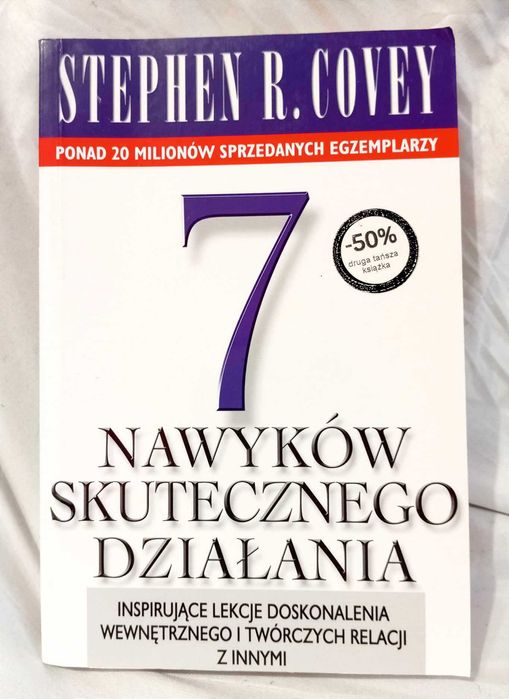 STEPHEN R. COVEY
PONAD 20 MILIONÓW SPRZEDANYCH EGZEMPLARZY
7
-50%
druga tańsza
książka
NAWYKÓW
SKUTECZNEGO
DZIAŁANIA
INSPIRUJĄCE LEKCJE DOSKONALENIA
WEWNĘTRZNEGO I TWÓRCZYCH RELACJI
Z INNYMI